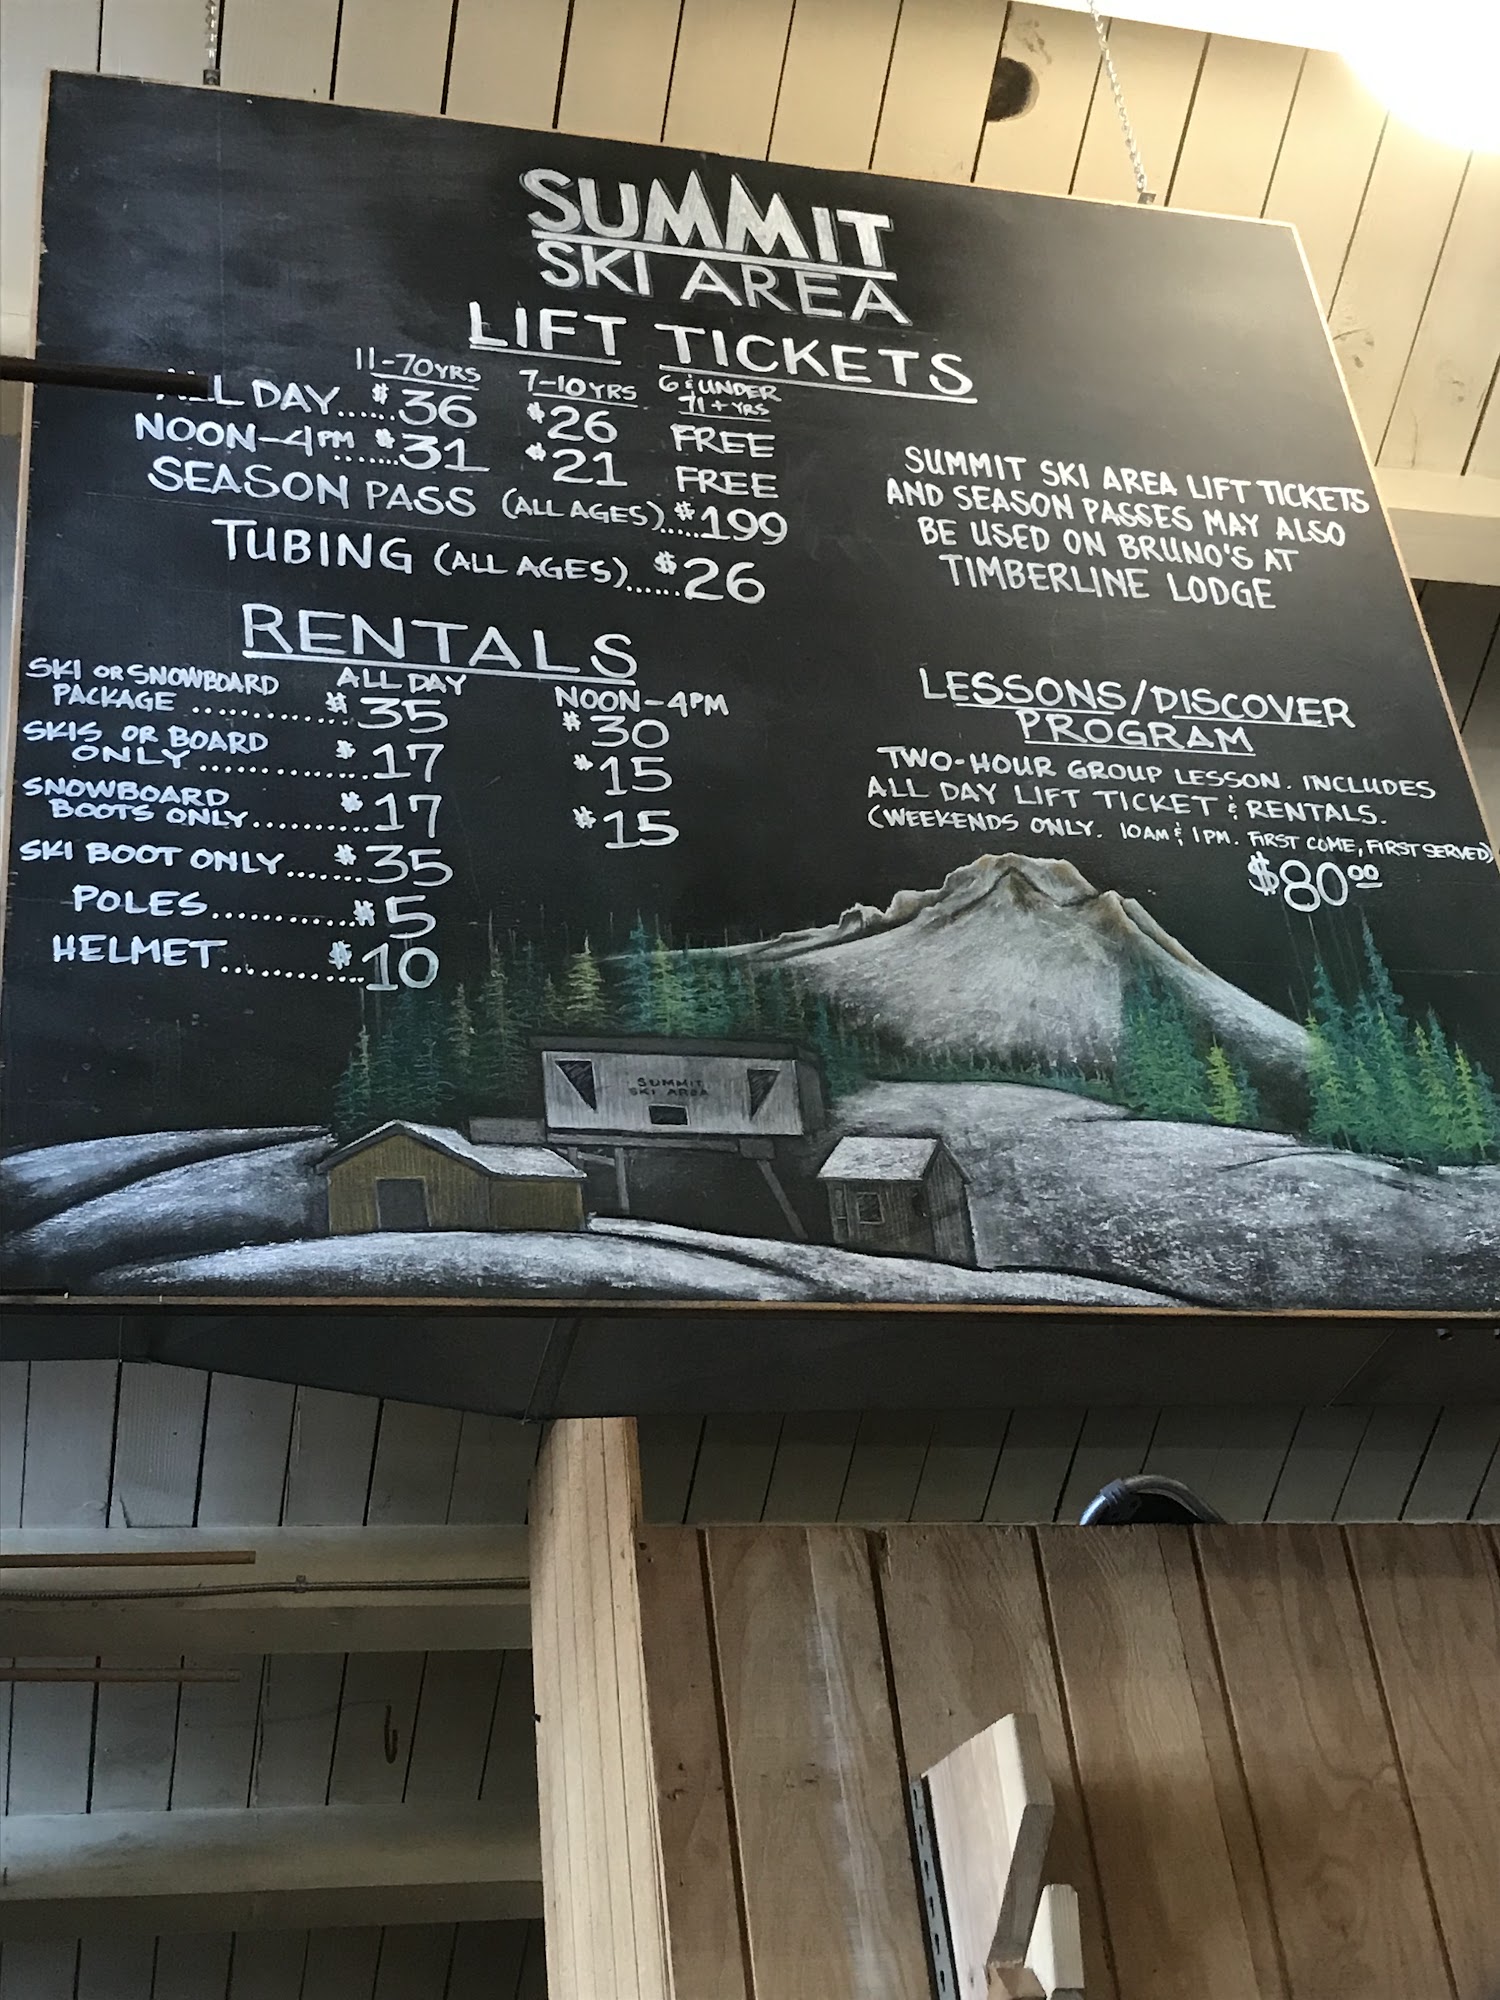 SUMMIT
SKI AREA
LIFT TICKETS
11-70YRS 7-10YRS 6 & UNDER
71+YRS
ALL DAY...... $36 $26 FREE
NOON-4PM ....... $31 $21 FREE
SEASON PASS (ALL AGES)..... $199
TUBING (ALL AGES)...... $26
SUMMIT SKI AREA LIFT TICKETS
AND SEASON PASSES MAY ALSO
BE USED ON BRUNO'S AT
TIMBERLINE LODGE
RENTALS
ALL DAY NOON-4PM
SKI OR SNOWBOARD
PACKAGE .............. $35 $30
SKIS OR BOARD
ONLY ............... $17 $15
SNOWBOARD
BOOTS ONLY.......... $17 $15
SKI BOOT ONLY....... $35
POLES............ $5
HELMET............ $10
LESSONS/DISCOVER
PROGRAM
TWO-HOUR GROUP LESSON. INCLUDES
ALL DAY LIFT TICKET & RENTALS.
(WEEKENDS ONLY. 10AM & 1PM. FIRST COME, FIRST SERVED)
$80.00
SUMMIT
SKI AREA